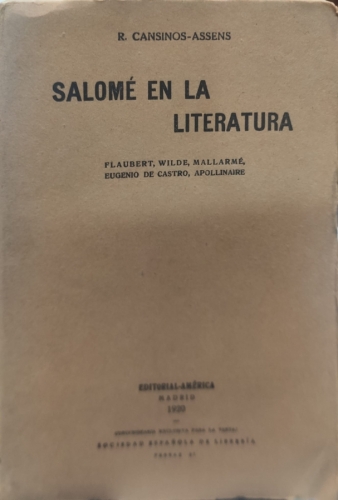 R. CANSINOS-ASSENS
SALOMÉ EN LA
LITERATURA
FLAUBERT, WILDE, MALLARMÉ,
EUGENIO DE CASTRO, APOLLINAIRE
EDITORIAL-AMÉRICA
MADRID
SOCIEDAD ESPAÑOLA DE LIBRERÍA